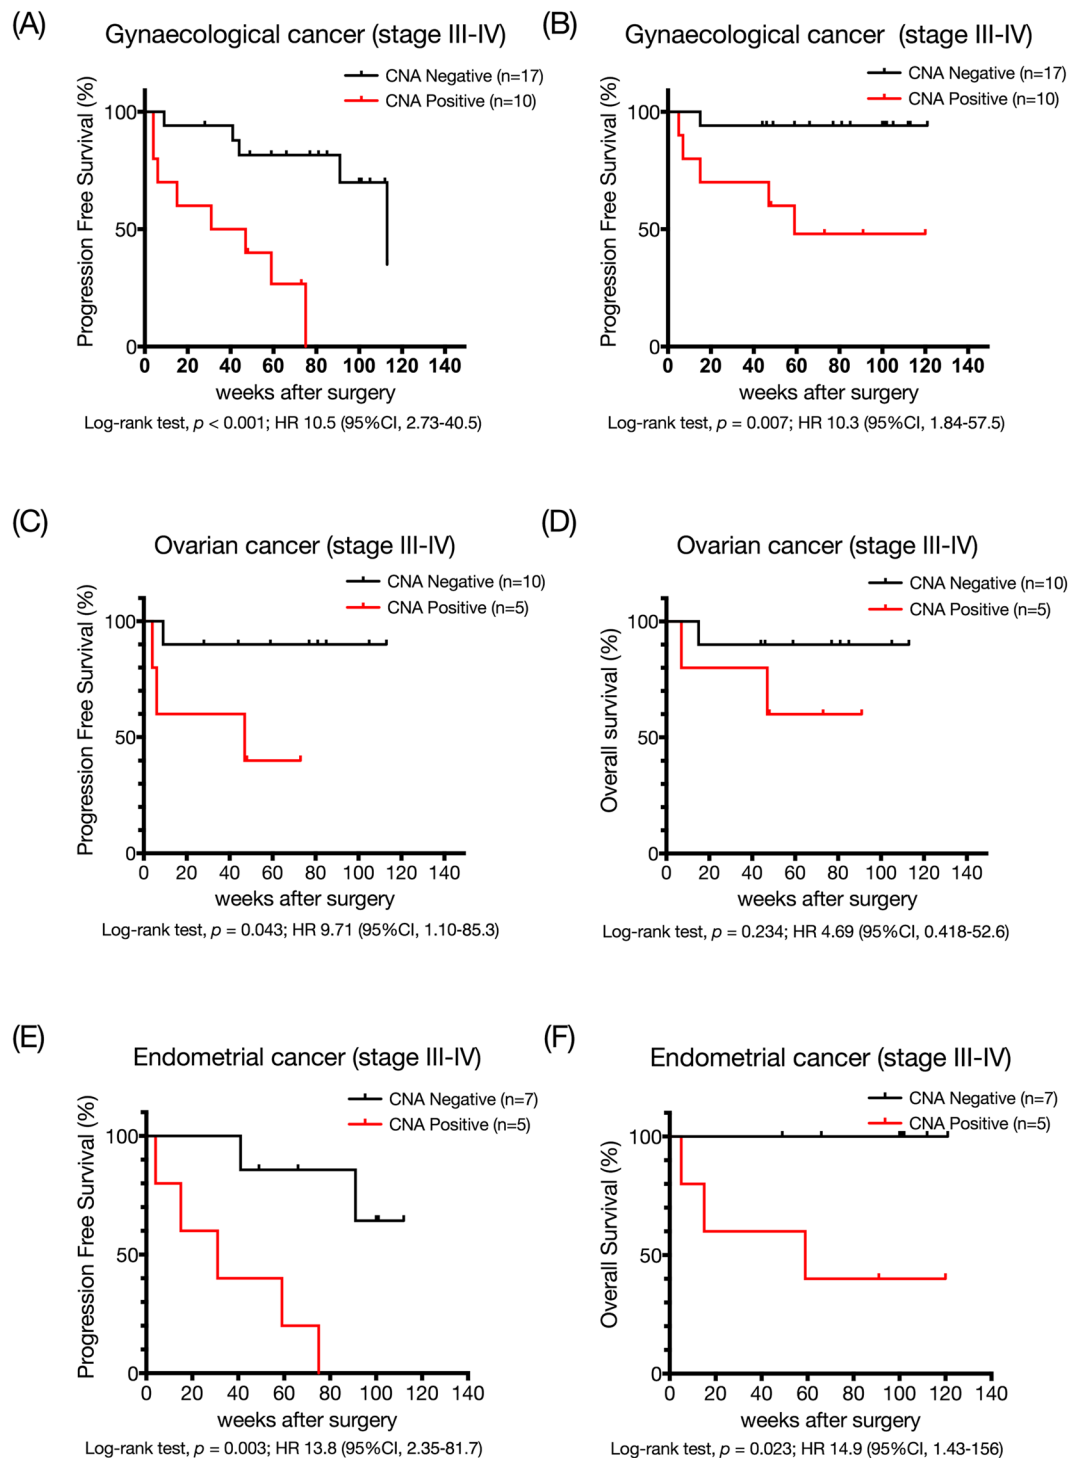 (A)
Gynaecological cancer (stage III-IV)
CNA Negative (n=17)
CNA Positive (n=10)
Progression Free Survival (%)
100
50
0
0 20 40 60 80 100 120 140
weeks after surgery
Log-rank test, p < 0.001; HR 10.5 (95%CI, 2.73-40.5)
(B)
Gynaecological cancer (stage III-IV)
CNA Negative (n=17)
CNA Positive (n=10)
Progression Free Survival (%)
100
50
0
0 20 40 60 80 100 120 140
weeks after surgery
Log-rank test, p = 0.007; HR 10.3 (95%CI, 1.84-57.5)
(C)
Ovarian cancer (stage III-IV)
CNA Negative (n=10)
CNA Positive (n=5)
Progression Free Survival (%)
100
50
0
0 20 40 60 80 100 120 140
weeks after surgery
Log-rank test, p = 0.043; HR 9.71 (95%CI, 1.10-85.3)
(D)
Ovarian cancer (stage III-IV)
CNA Negative (n=10)
CNA Positive (n=5)
Overall survival (%)
100
50
0
0 20 40 60 80 100 120 140
weeks after surgery
Log-rank test, p = 0.234; HR 4.69 (95%CI, 0.418-52.6)
(E)
Endometrial cancer (stage III-IV)
CNA Negative (n=7)
CNA Positive (n=5)
Progression Free Survival (%)
100
50
0
0 20 40 60 80 100 120 140
weeks after surgery
Log-rank test, p = 0.003; HR 13.8 (95%CI, 2.35-81.7)
(F)
Endometrial cancer (stage III-IV)
CNA Negative (n=7)
CNA Positive (n=5)
Overall Survival (%)
100
50
0
0 20 40 60 80 100 120 140
weeks after surgery
Log-rank test, p = 0.023; HR 14.9 (95%CI, 1.43-156)